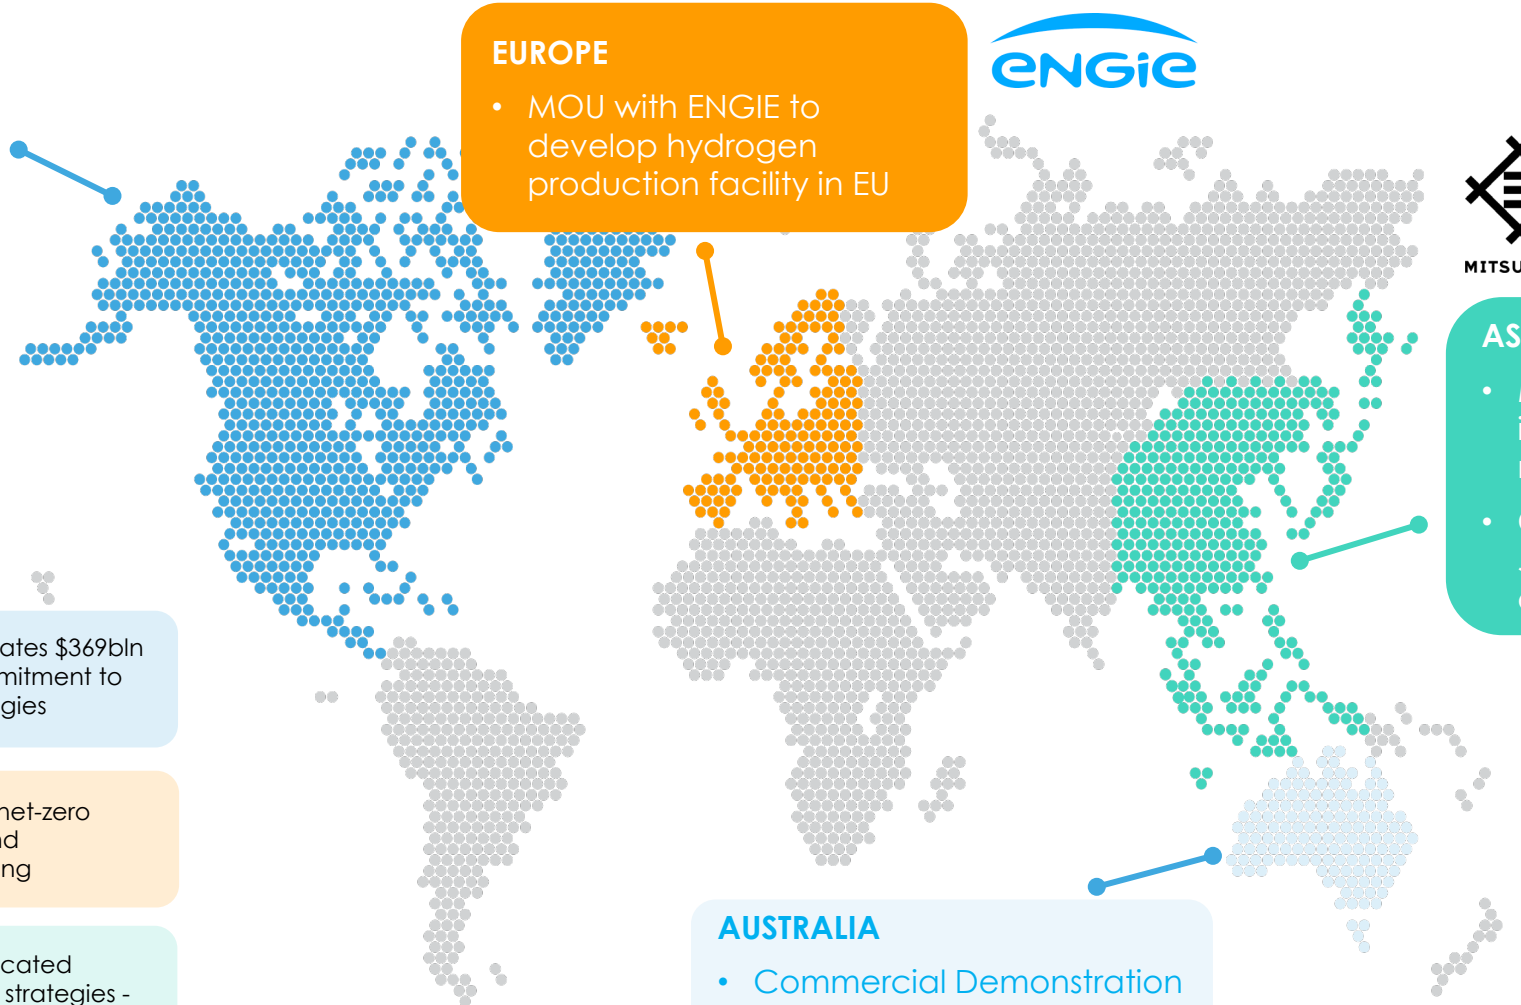 EUROPE
• MOU with ENGIE to
develop hydrogen
production facility in EU
ENGIE
MITSU
AS
•
•
ates $369bln
mitment to
gies
net-zero
nd
ng
cated
strategies -
AUSTRALIA
• Commercial Demonstration